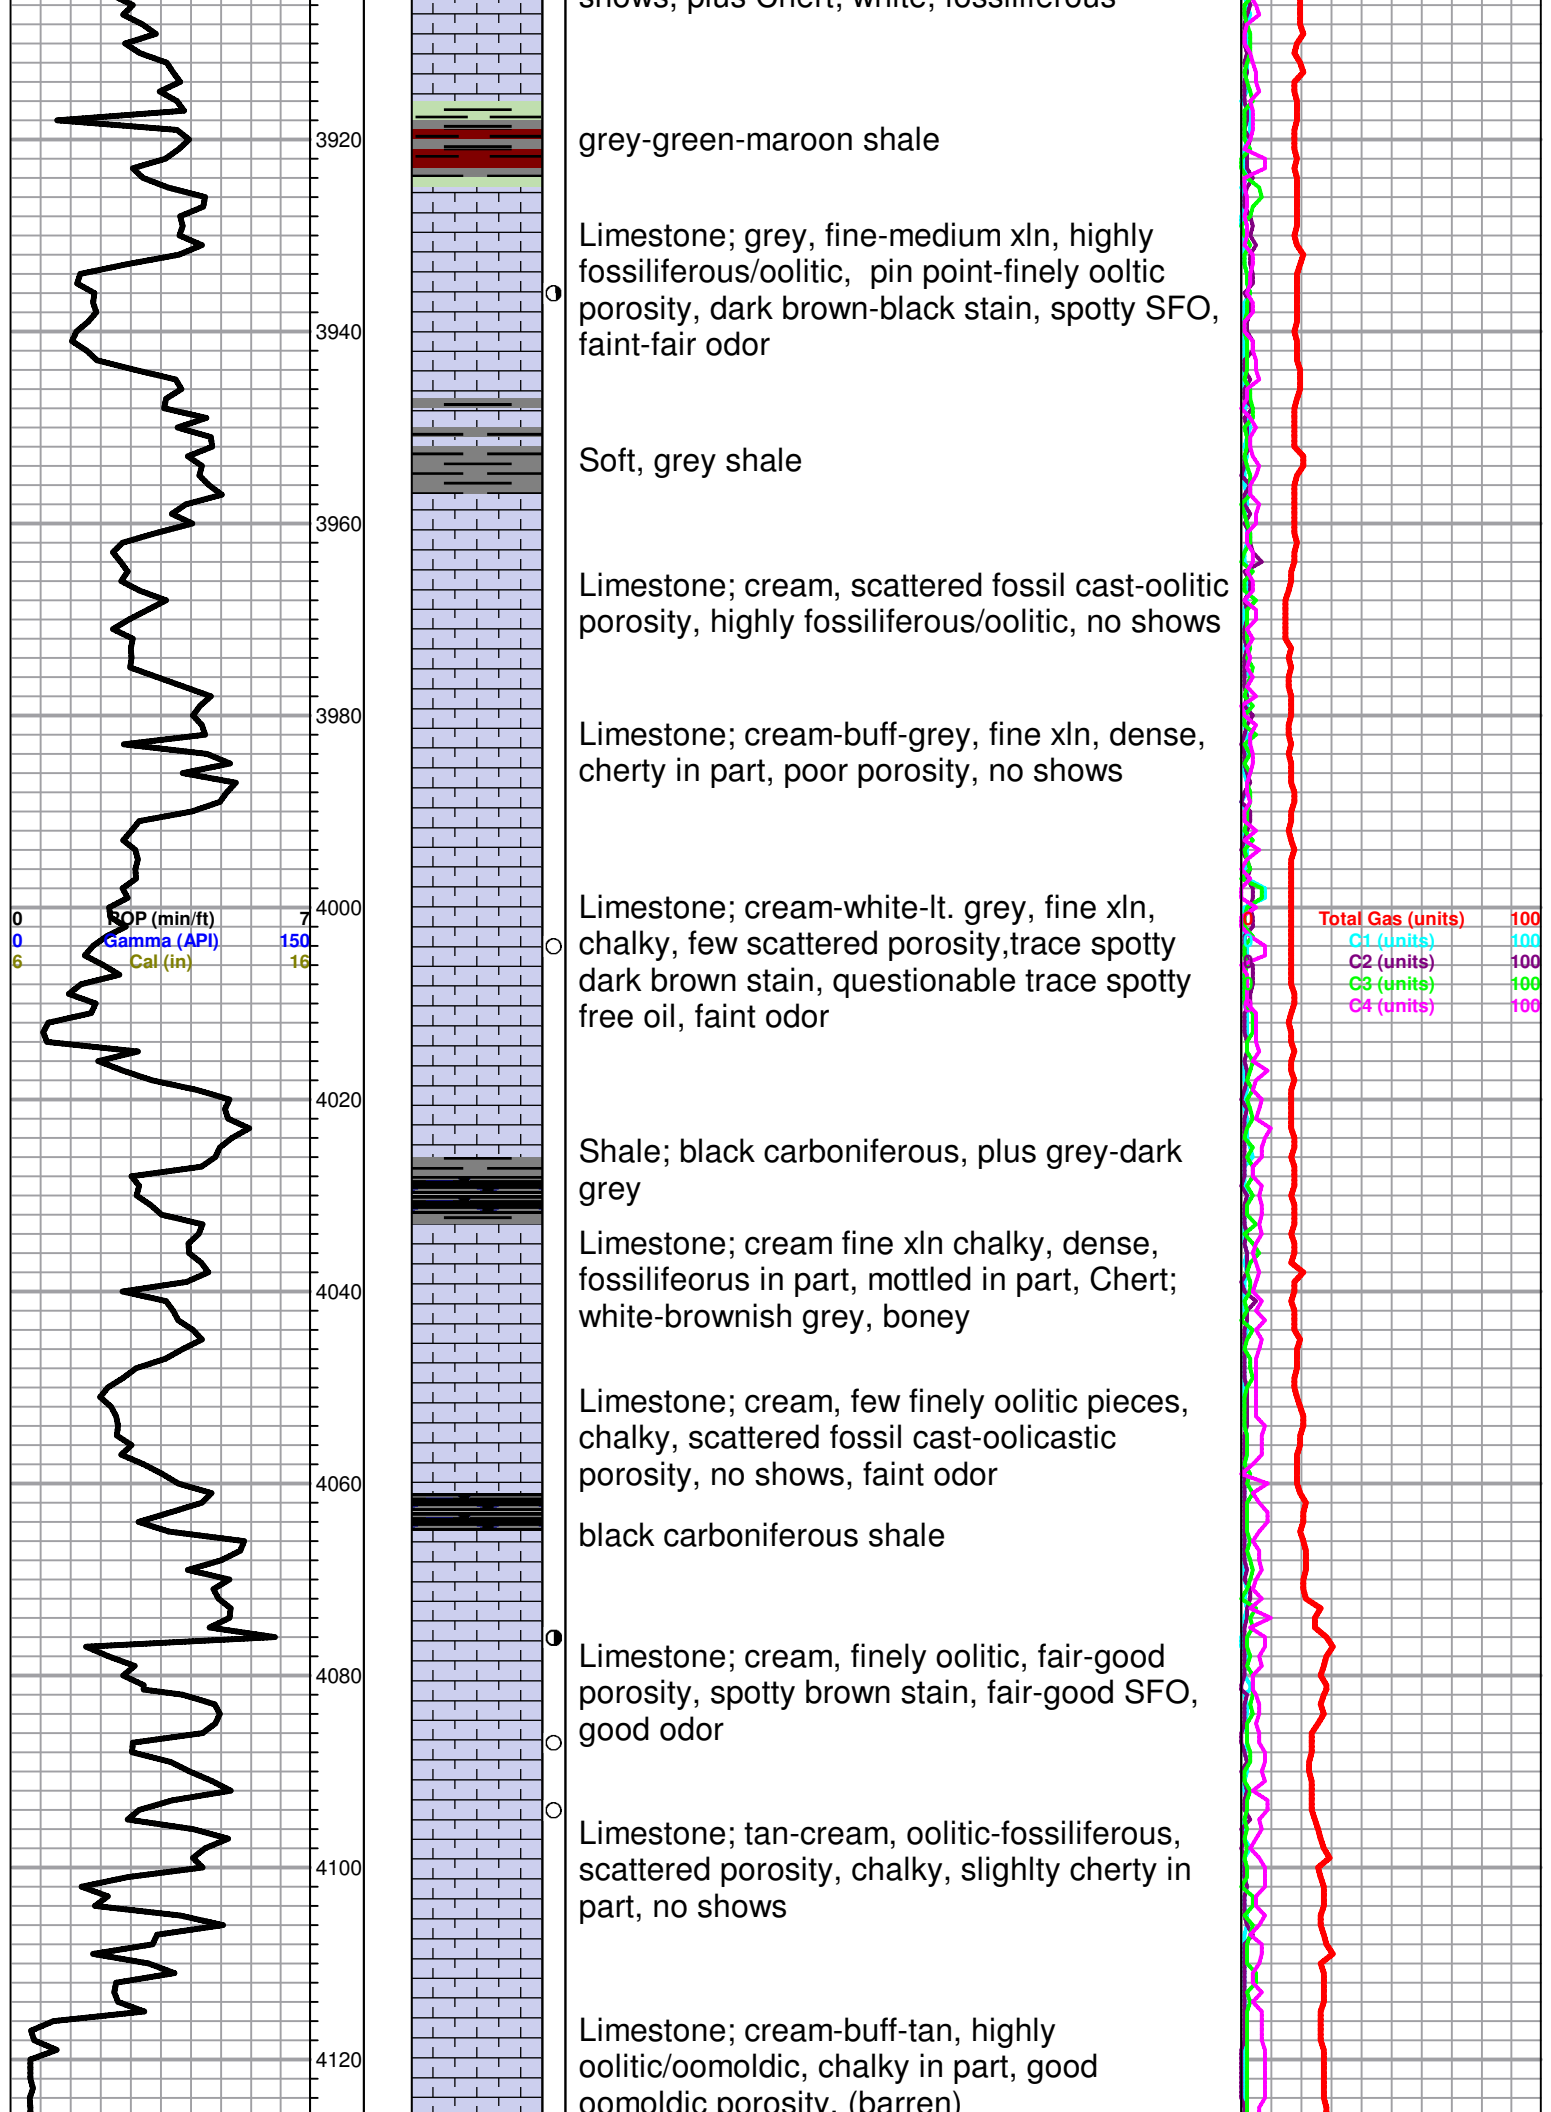 shows, plus Chert, white, fossiliferous
3920
grey-green-maroon shale
Limestone; grey, fine-medium xln, highly
fossiliferous/oolitic,  pin point-finely ooltic
porosity, dark brown-black stain, spotty SFO,
faint-fair odor
3940
Soft, grey shale
3960
Limestone; cream, scattered fossil cast-oolitic
porosity, highly fossiliferous/oolitic, no shows
3980
Limestone; cream-buff-grey, fine xln, dense,
cherty in part, poor porosity, no shows
4000
0 ROP (min/ft) 7
0 Gamma (API) 150
6 Cal (in) 16
Limestone; cream-white-lt. grey, fine xln,
chalky, few scattered porosity,trace spotty
dark brown stain, questionable trace spotty
free oil, faint odor
0 Total Gas (units) 100
C1 (units) 100
C2 (units) 100
C3 (units) 100
C4 (units) 100
4020
Shale; black carboniferous, plus grey-dark
grey
Limestone; cream fine xln chalky, dense,
fossilifeorus in part, mottled in part, Chert;
white-brownish grey, boney
4040
Limestone; cream, few finely oolitic pieces,
chalky, scattered fossil cast-oolicastic
porosity, no shows, faint odor
4060
black carboniferous shale
Limestone; cream, finely oolitic, fair-good
porosity, spotty brown stain, fair-good SFO,
good odor
4080
Limestone; tan-cream, oolitic-fossiliferous,
scattered porosity, chalky, slighlty cherty in
part, no shows
4100
Limestone; cream-buff-tan, highly
oolitic/oomoldic, chalky in part, good
oomoldic porosity, (barren)
4120